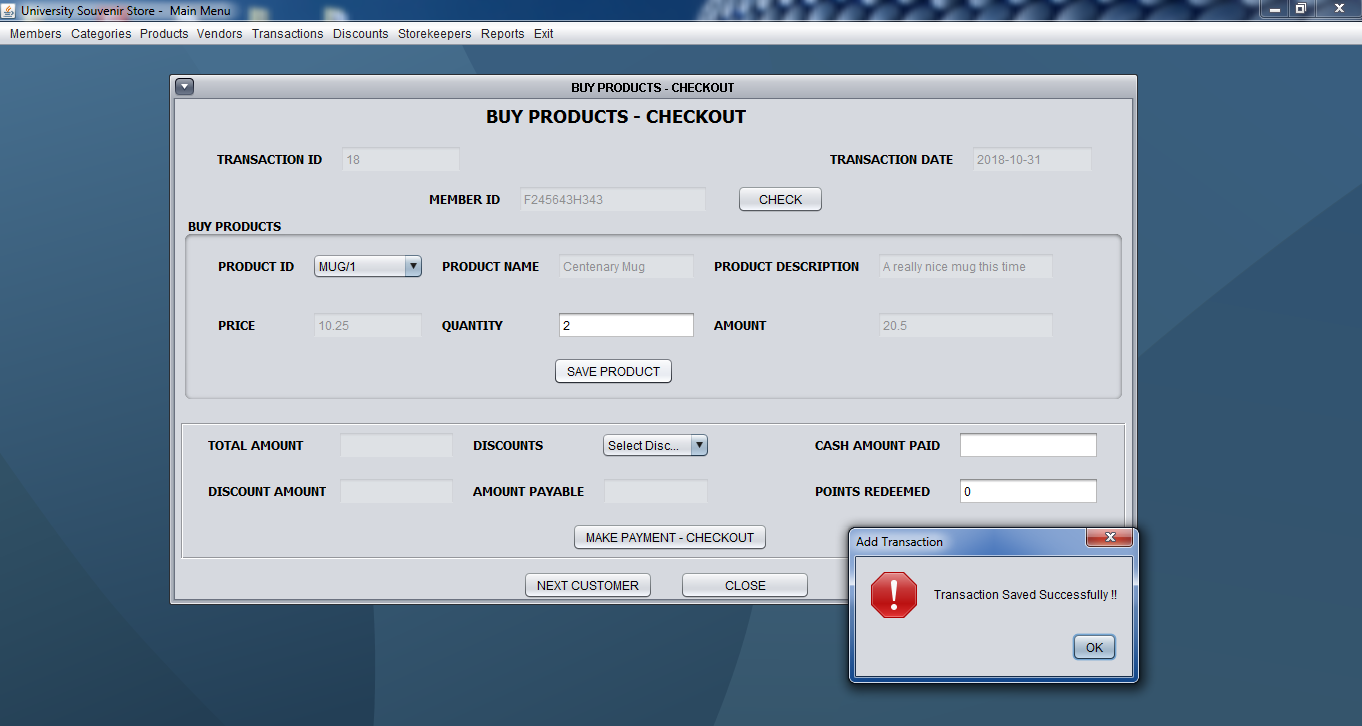 University Souvenir Store - Main Menu
Members Categories Products Vendors Transactions Discounts Storekeepers Reports Exit
BUY PRODUCTS - CHECKOUT
BUY PRODUCTS - CHECKOUT
TRANSACTION ID 18 TRANSACTION DATE 2018-10-31
MEMBER ID F245643H343 CHECK
BUY PRODUCTS
PRODUCT ID MUG/1 PRODUCT NAME Centenary Mug PRODUCT DESCRIPTION A really nice mug this time
PRICE 10.25 QUANTITY 2 AMOUNT 20.5
SAVE PRODUCT
TOTAL AMOUNT DISCOUNTS Select Disc... CASH AMOUNT PAID
DISCOUNT AMOUNT AMOUNT PAYABLE POINTS REDEEMED 0
MAKE PAYMENT - CHECKOUT
NEXT CUSTOMER CLOSE
Add Transaction
Transaction Saved Successfully !!
OK